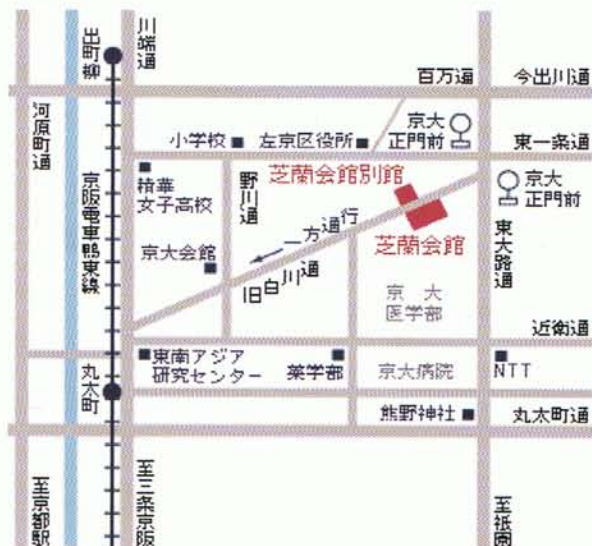 出町柳
川端通
百万遍
今出川通
河原町通
小学校
左京区役所
京大
正門前
東一条通
精華
女子高校
野川通
芝蘭会館別館
京大
正門前
京阪電車鴨東線
京大会館
一方通行
旧白川通
芝蘭会館
東大路通
京大
医学部
近衛通
東南アジア
研究センター
薬学部
京大病院
NTT
丸太町
熊野神社
丸太町通
至京都駅
至三条京阪
至祇園